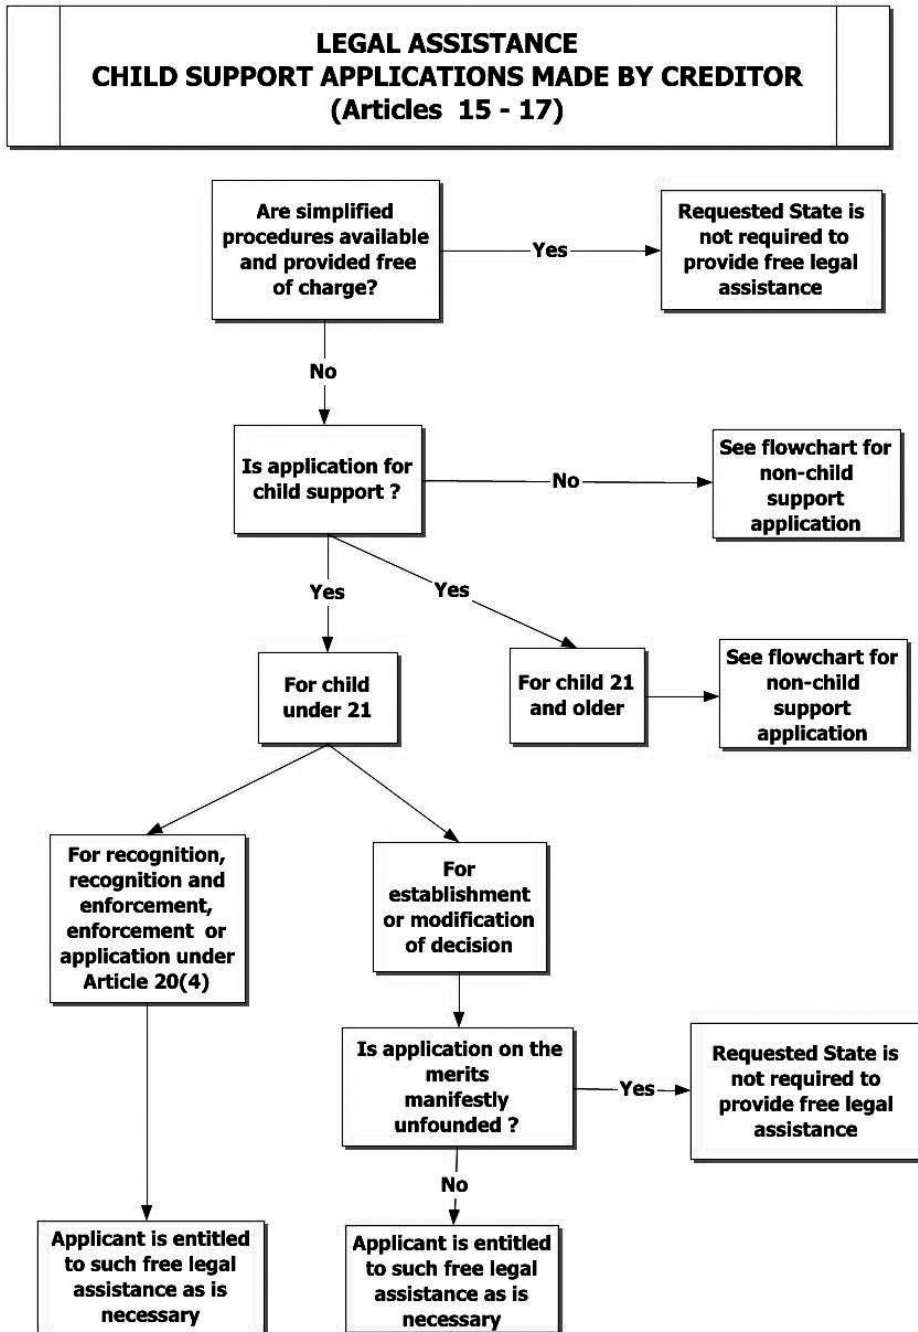 LEGAL ASSISTANCE
CHILD SUPPORT APPLICATIONS MADE BY CREDITOR
(Articles 15 - 17)
Are simplified
procedures available
and provided free
of charge?
Yes
Requested State is
not required to
provide free legal
assistance
No
Is application for
child support ?
No
See flowchart for
non-child
support
application
Yes
Yes
For child
under 21
For child 21
and older
See flowchart for
non-child
support
application
For recognition,
recognition and
enforcement,
enforcement or
application under
Article 20(4)
For
establishment
or modification
of decision
Is application on the
merits
manifestly
unfounded ?
Yes
Requested State is
not required to
provide free legal
assistance
No
Applicant is entitled
to such free legal
assistance as is
necessary
Applicant is entitled
to such free legal
assistance as is
necessary